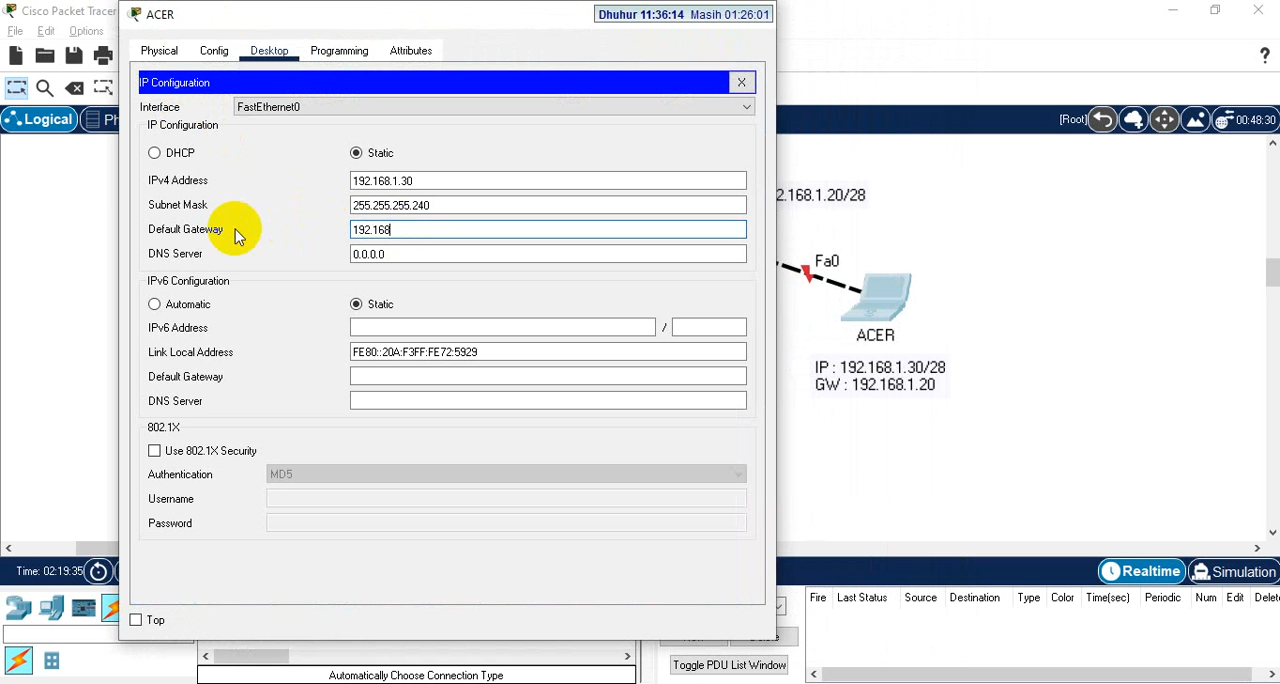 Cisco Packet Tracer
ACER
Dhuhur 11:36:14 Masih 01:26:01
File Edit Options
Physical Config Desktop Programming Attributes
?
IP Configuration X
Interface FastEthernet0
Logical
[Root] 00:48:30
IP Configuration
DHCP Static
IPv4 Address 192.168.1.30
Subnet Mask 255.255.255.240
Default Gateway 192.168
DNS Server 0.0.0.0
IPv6 Configuration
Automatic Static
IPv6 Address /
Link Local Address FE80::20A:F3FF:FE72:5929
Default Gateway
DNS Server
802.1X
Use 802.1X Security
Authentication MD5
Username
Password
Top
2.168.1.20/28
Fa0
ACER
IP : 192.168.1.30/28
GW : 192.168.1.20
Time: 02:19:35
Realtime Simulation
Fire Last Status Source Destination Type Color Time(sec) Periodic Num Edit Delete
Toggle PDU List Window
Automatically Choose Connection Type